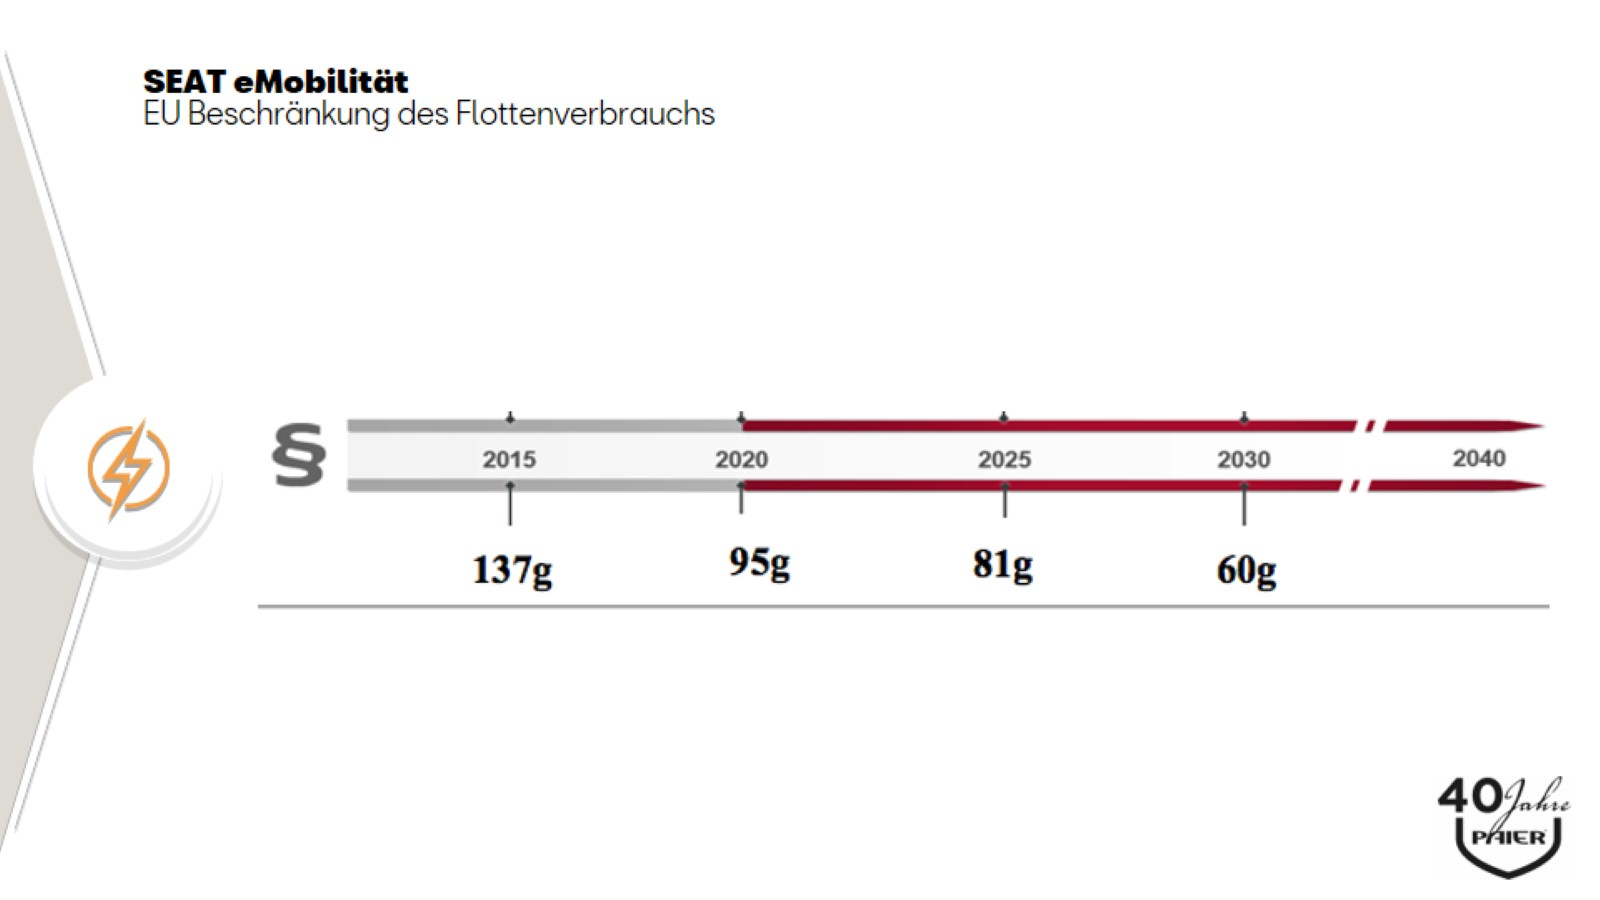 SEAT eMobilität
EU Beschränkung des Flottenverbrauchs
§ 2015 2020 2025 2030 2040
137g 95g 81g 60g
40 Jahre
PAIER